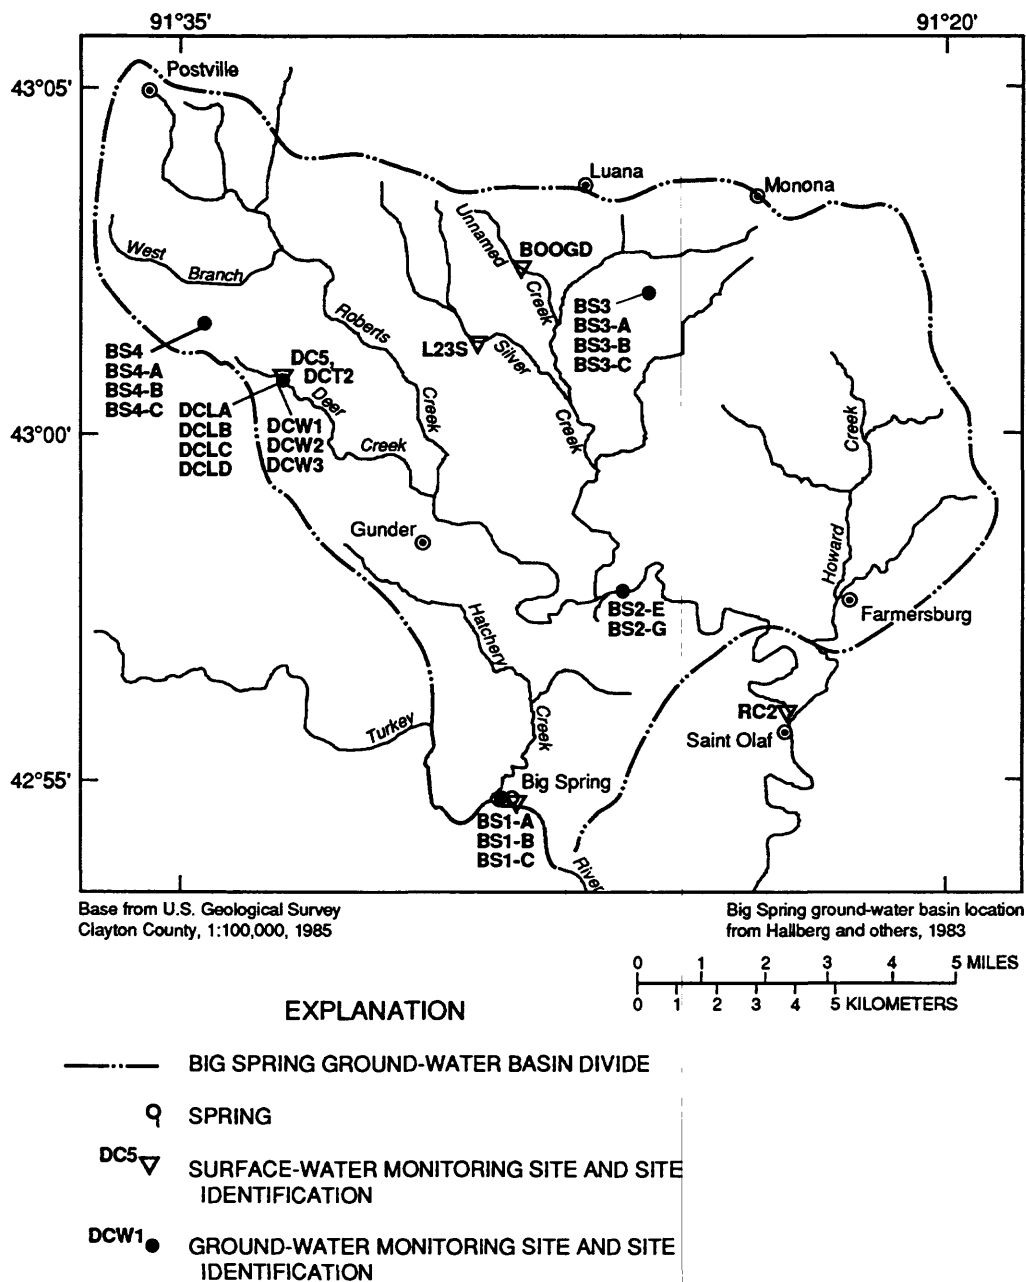 91°35'
91°20'
43°05'
Postville
Luana
Monona
Unnamed
Creek
BOOGD
West
Branch
BS3
BS3-A
BS3-B
BS3-C
Roberts
Creek
L23S
Silver
Creek
BS4
BS4-A
BS4-B
BS4-C
DC5,
DCT2
Deer
Creek
DCLA
DCLB
DCLC
DCLD
DCW1
DCW2
DCW3
43°00'
Creek
Howard
Gunder
BS2-E
BS2-G
Farmersburg
Hatchery
Creek
RC2
Saint Olaf
Turkey
42°55'
Big Spring
BS1-A
BS1-B
BS1-C
River
Base from U.S. Geological Survey
Clayton County, 1:100,000, 1985
Big Spring ground-water basin location
from Hallberg and others, 1983
0 1 2 3 4 5 MILES
0 1 2 3 4 5 KILOMETERS
EXPLANATION
BIG SPRING GROUND-WATER BASIN DIVIDE
SPRING
DC5
SURFACE-WATER MONITORING SITE AND SITE
IDENTIFICATION
DCW1
GROUND-WATER MONITORING SITE AND SITE
IDENTIFICATION